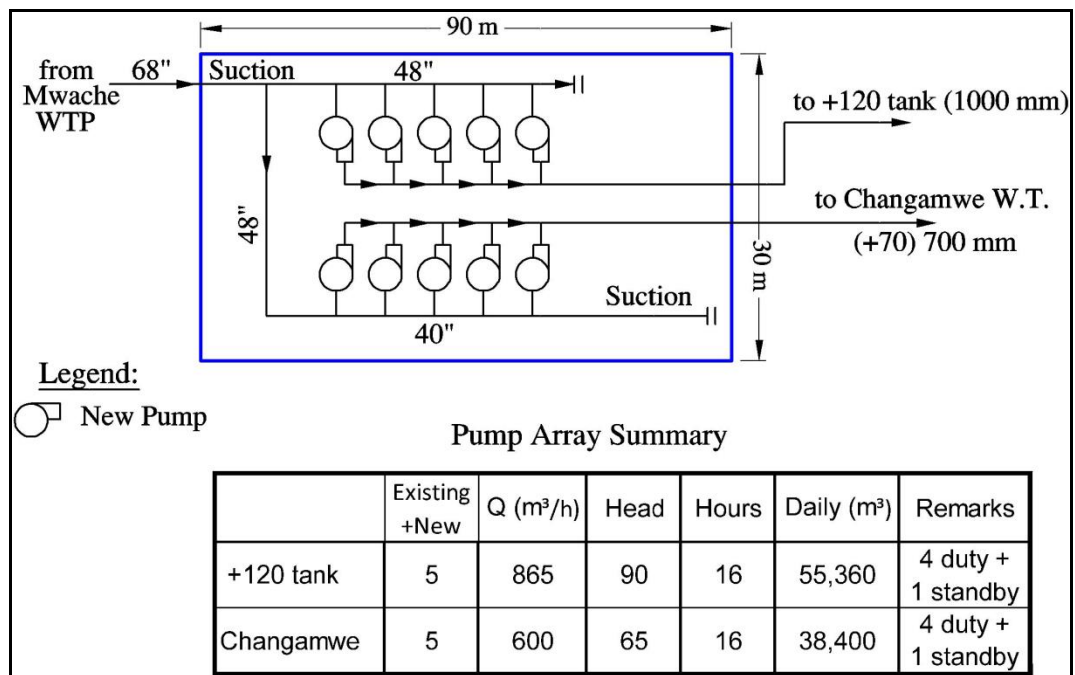 90 m
from
Mwache
WTP
68"
Suction
48"
to +120 tank (1000 mm)
to Changamwe W.T.
(+70) 700 mm
48"
30 m
Suction
40"
Legend:
New Pump
Pump Array Summary
Existing +New Q (m³/h) Head Hours Daily (m³) Remarks
+120 tank 5 865 90 16 55,360 4 duty + 1 standby
Changamwe 5 600 65 16 38,400 4 duty + 1 standby